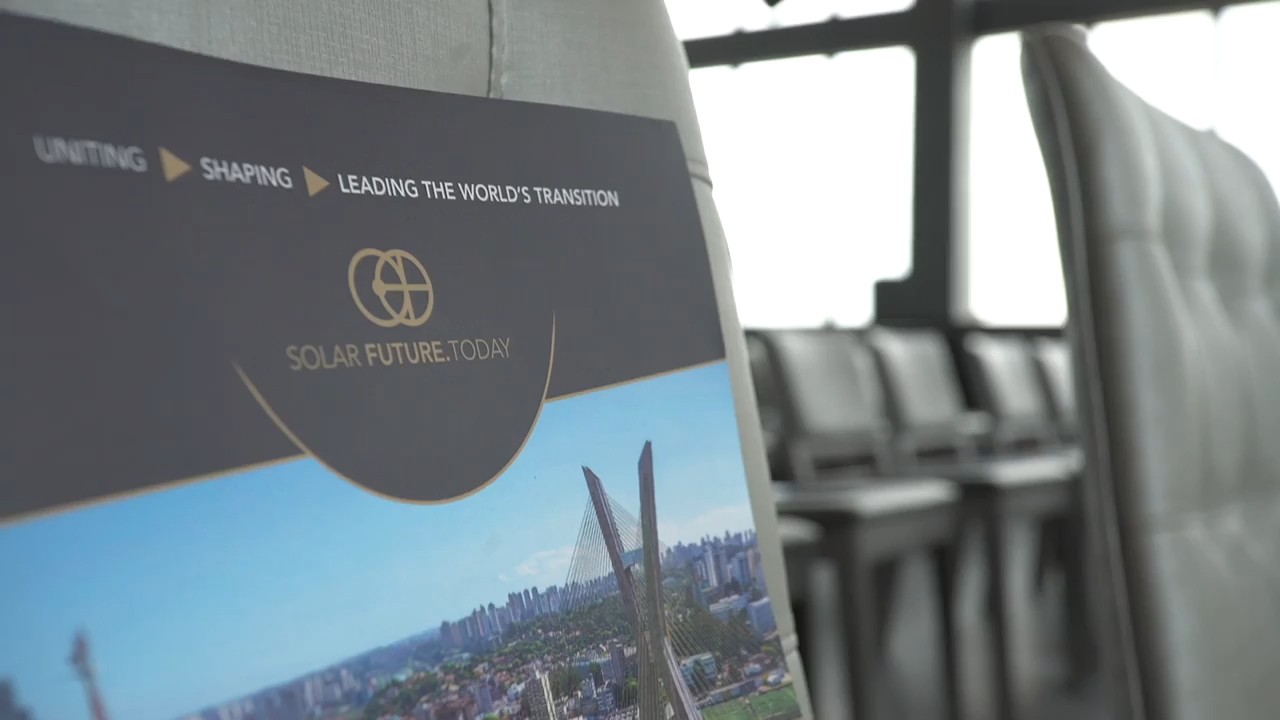 UNITING ▶ SHAPING ▶ LEADING THE WORLD'S TRANSITION
SOLAR FUTURE.TODAY